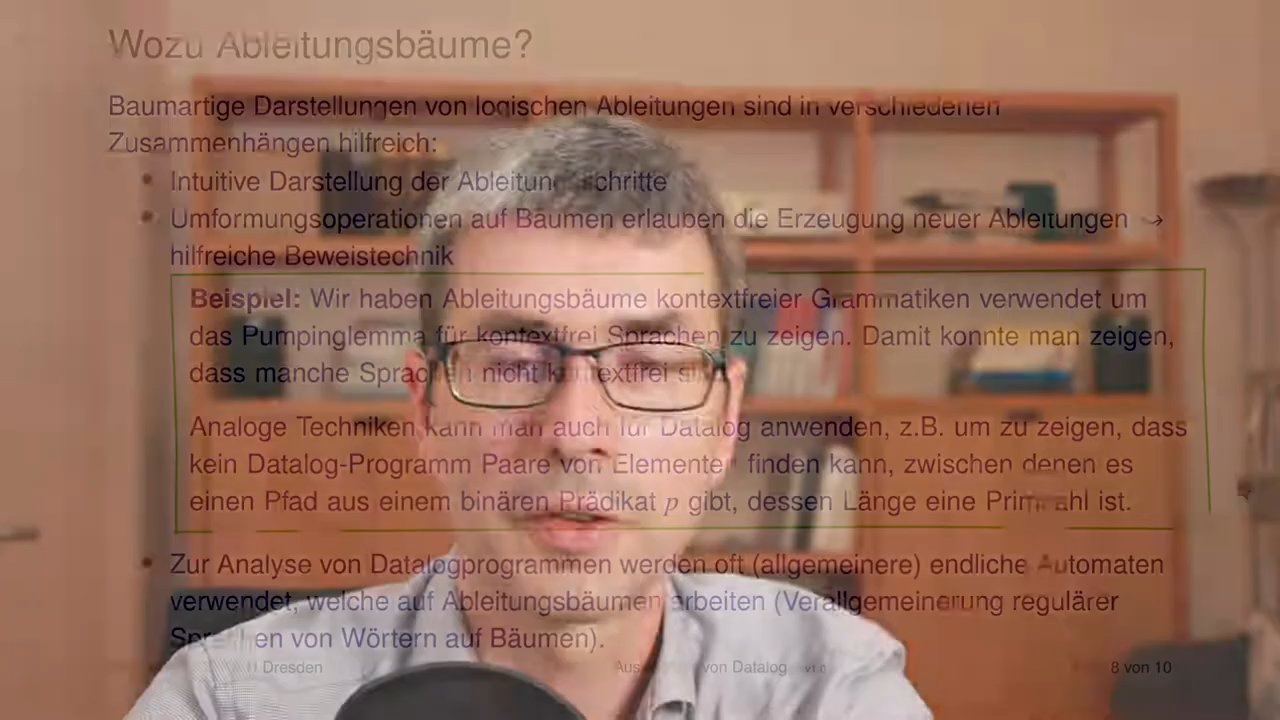 Wozu Ableitungsbäume?
Baumartige Darstellungen von logischen Ableitungen sind in verschiedenen
Zusammenhängen hilfreich:
• Intuitive Darstellung der Ableitungsschritte
• Umformungsoperationen auf Bäumen erlauben die Erzeugung neuer Ableitungen →
hilfreiche Beweistechnik
Beispiel: Wir haben Ableitungsbäume kontextfreier Grammatiken verwendet um
das Pumpinglemma für kontextfrei Sprachen zu zeigen. Damit konnte man zeigen,
dass manche Sprachen nicht kontextfrei sind.
Analoge Techniken kann man auch für Datalog anwenden, z.B. um zu zeigen, dass
kein Datalog-Programm Paare von Elementen finden kann, zwischen denen es
einen Pfad aus einem binären Prädikat p gibt, dessen Länge eine Primzahl ist.
• Zur Analyse von Datalogprogrammen werden oft (allgemeinere) endliche Automaten
verwendet, welche auf Ableitungsbäumen arbeiten (Verallgemeinerung regulärer
Sprachen von Wörtern auf Bäumen).
Dresden von Datalog 8 von 10